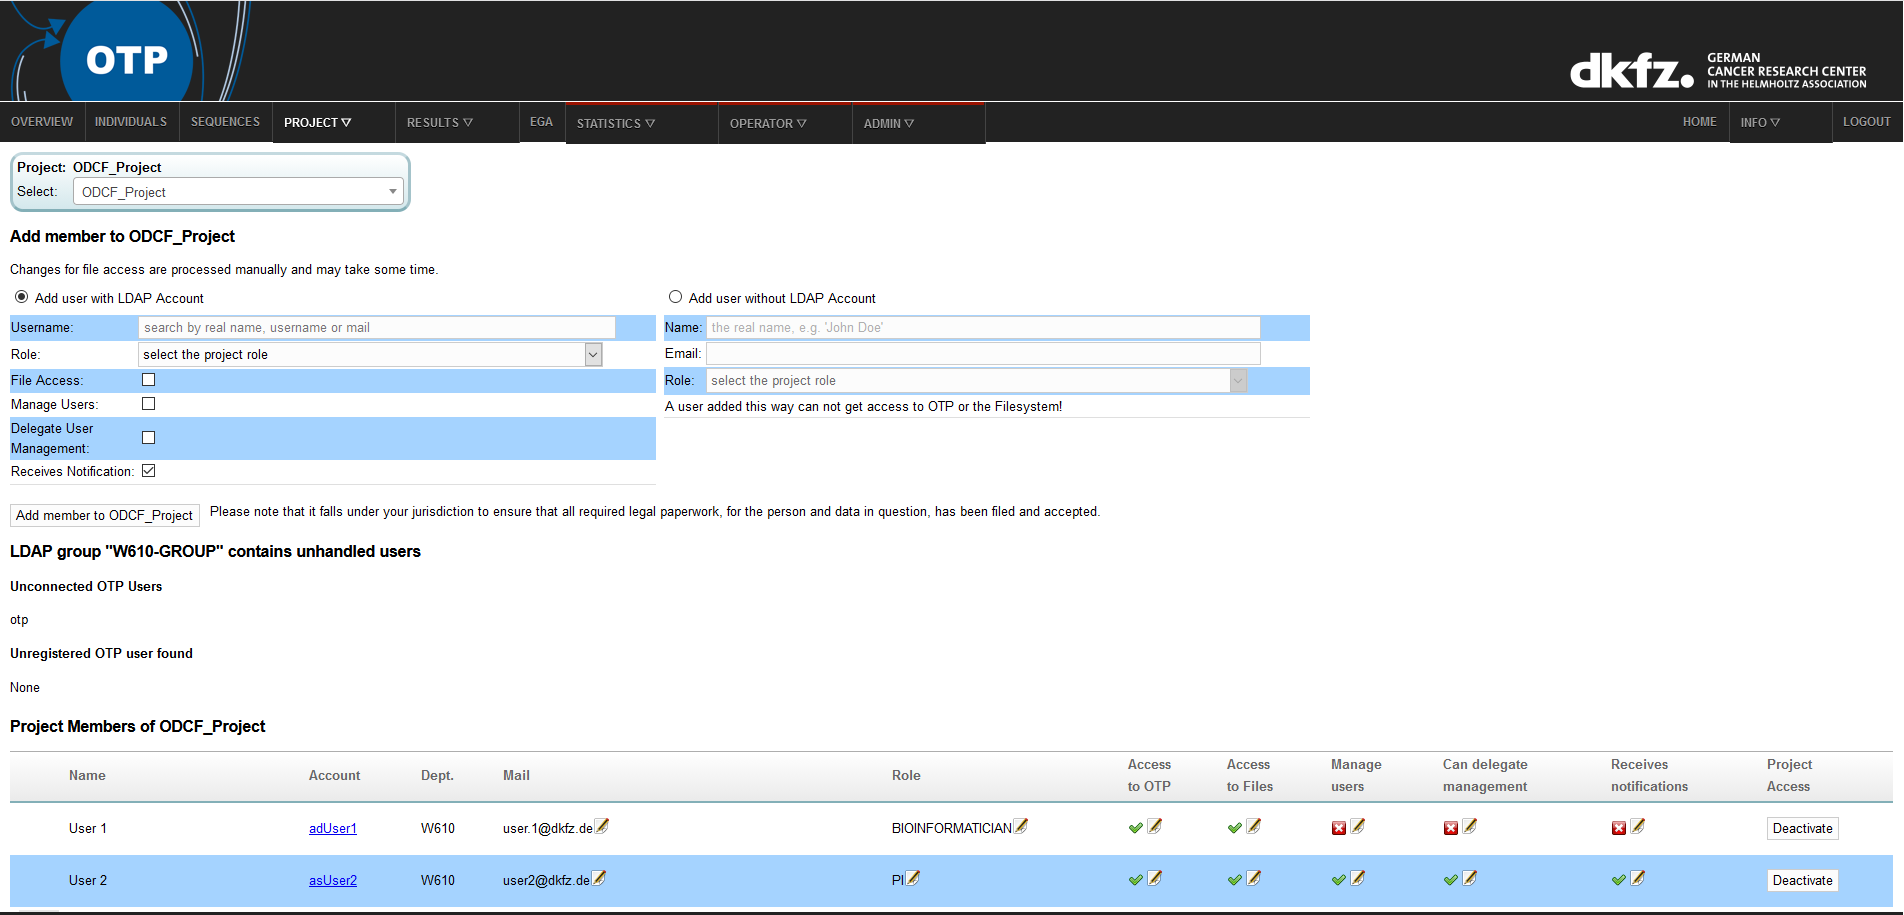 OTP
dkfz.
GERMAN
CANCER RESEARCH CENTER
IN THE HELMHOLTZ ASSOCIATION
OVERVIEW INDIVIDUALS SEQUENCES PROJECT ▽ RESULTS ▽ EGA STATISTICS ▽ OPERATOR ▽ ADMIN ▽ HOME INFO ▽ LOGOUT
Project: ODCF_Project
Select: ODCF_Project
Add member to ODCF_Project
Changes for file access are processed manually and may take some time.
Add user with LDAP Account
Username: search by real name, username or mail
Role: select the project role
File Access:
Manage Users:
Delegate User
Management:
Receives Notification:
Add user without LDAP Account
Name: the real name, e.g. 'John Doe'
Email:
Role: select the project role
A user added this way can not get access to OTP or the Filesystem!
Add member to ODCF_Project Please note that it falls under your jurisdiction to ensure that all required legal paperwork, for the person and data in question, has been filed and accepted.
LDAP group "W610-GROUP" contains unhandled users
Unconnected OTP Users
otp
Unregistered OTP user found
None
Project Members of ODCF_Project
Name Account Dept. Mail Role Access to OTP Access to Files Manage users Can delegate management Receives notifications Project Access
User 1 adUser1 W610 user.1@dkfz.de BIOINFORMATICIAN Deactivate
User 2 asUser2 W610 user2@dkfz.de PI Deactivate